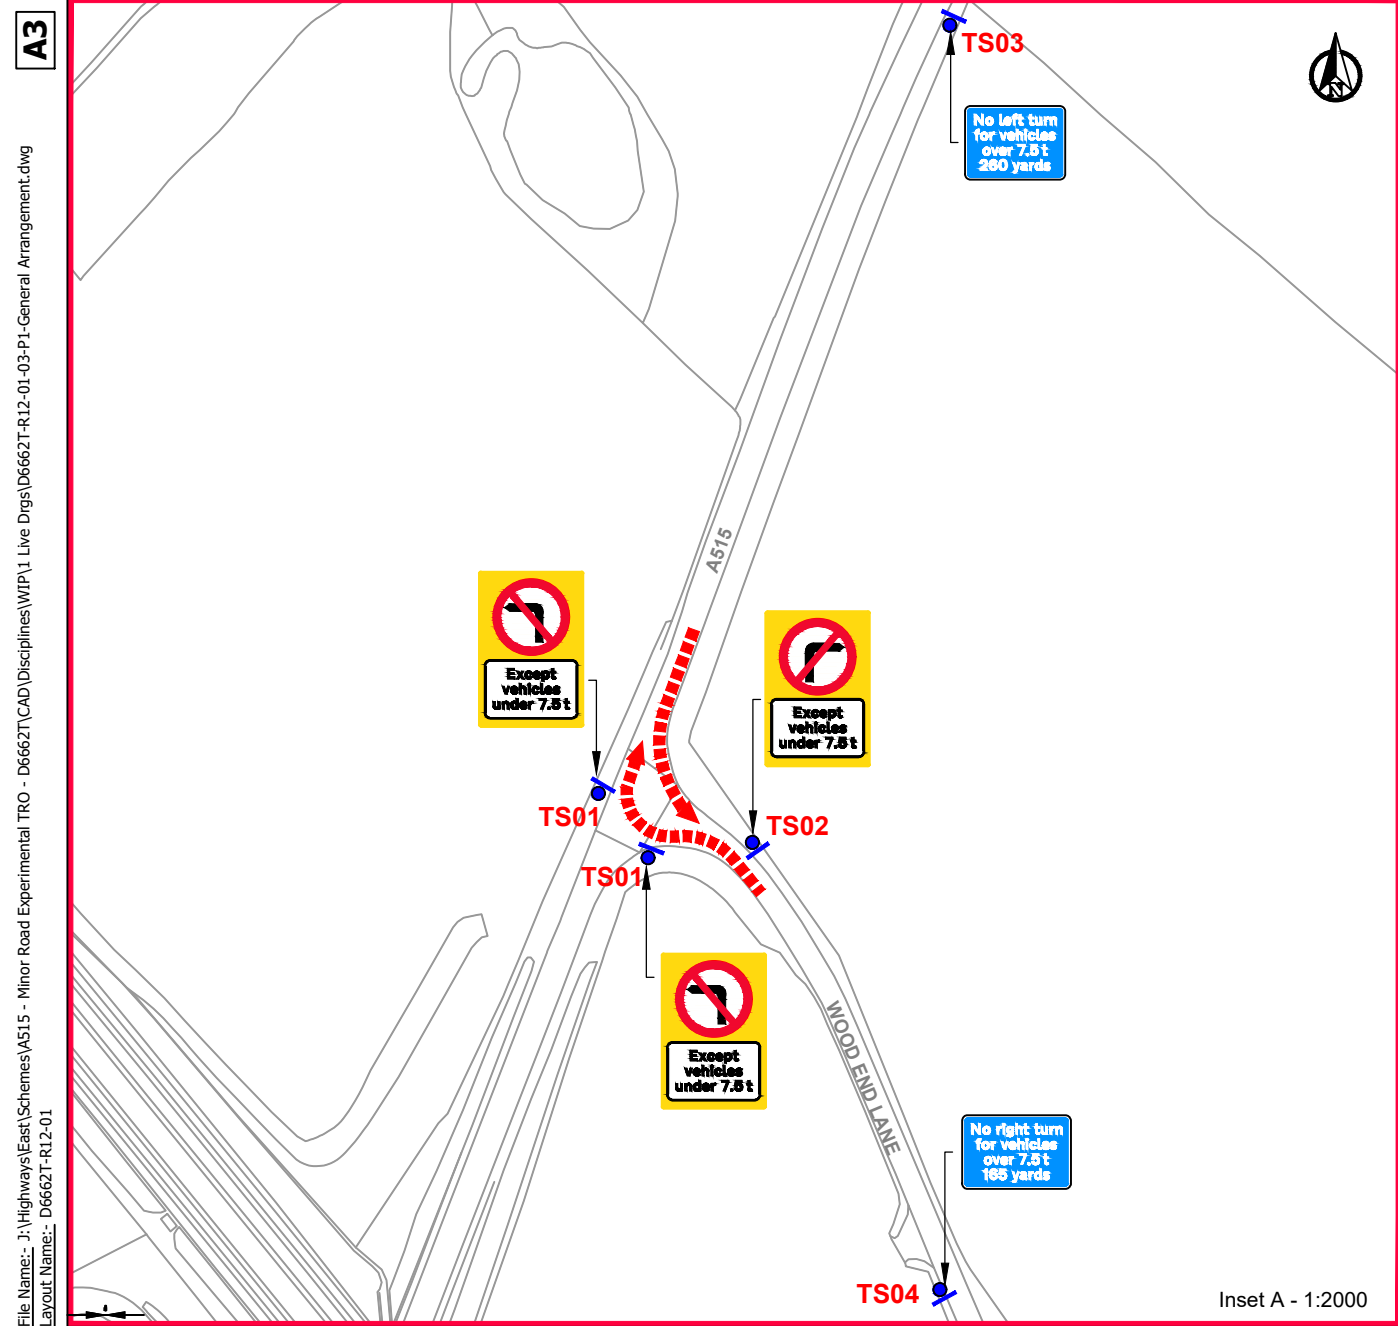 A3
File Name:- J:\Highways\East\Schemes\A515 - Minor Road Experimental TRO - D6662T\CAD\Disciplines\WIP\1 Live Drgs\D6662T-R12-01-03-P1-General Arrangement.dwg
Layout Name:- D6662T-R12-01
TS03
N
No left turn
for vehicles
over 7.5 t
260 yards
A515
Except
vehicles
under 7.5 t
Except
vehicles
under 7.5 t
TS01
TS02
TS01
Except
vehicles
under 7.5 t
WOOD END LANE
No right turn
for vehicles
over 7.5 t
165 yards
TS04
Inset A - 1:2000